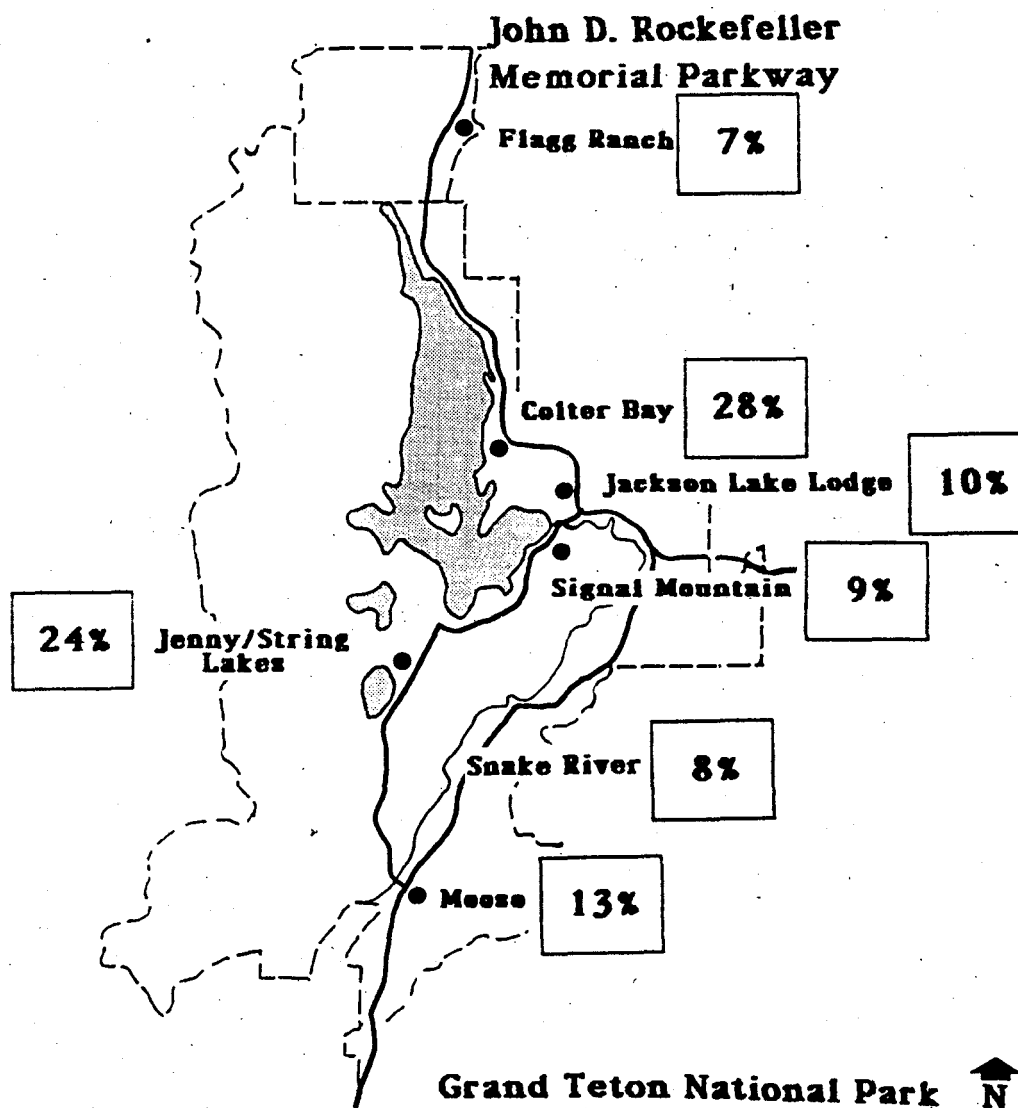 John D. Rockefeller
Memorial Parkway
Flagg Ranch
7%
Colter Bay
28%
Jackson Lake Lodge
10%
Signal Mountain
9%
24%
Jenny/String
Lakes
Snake River
8%
Moose
13%
Grand Teton National Park
N